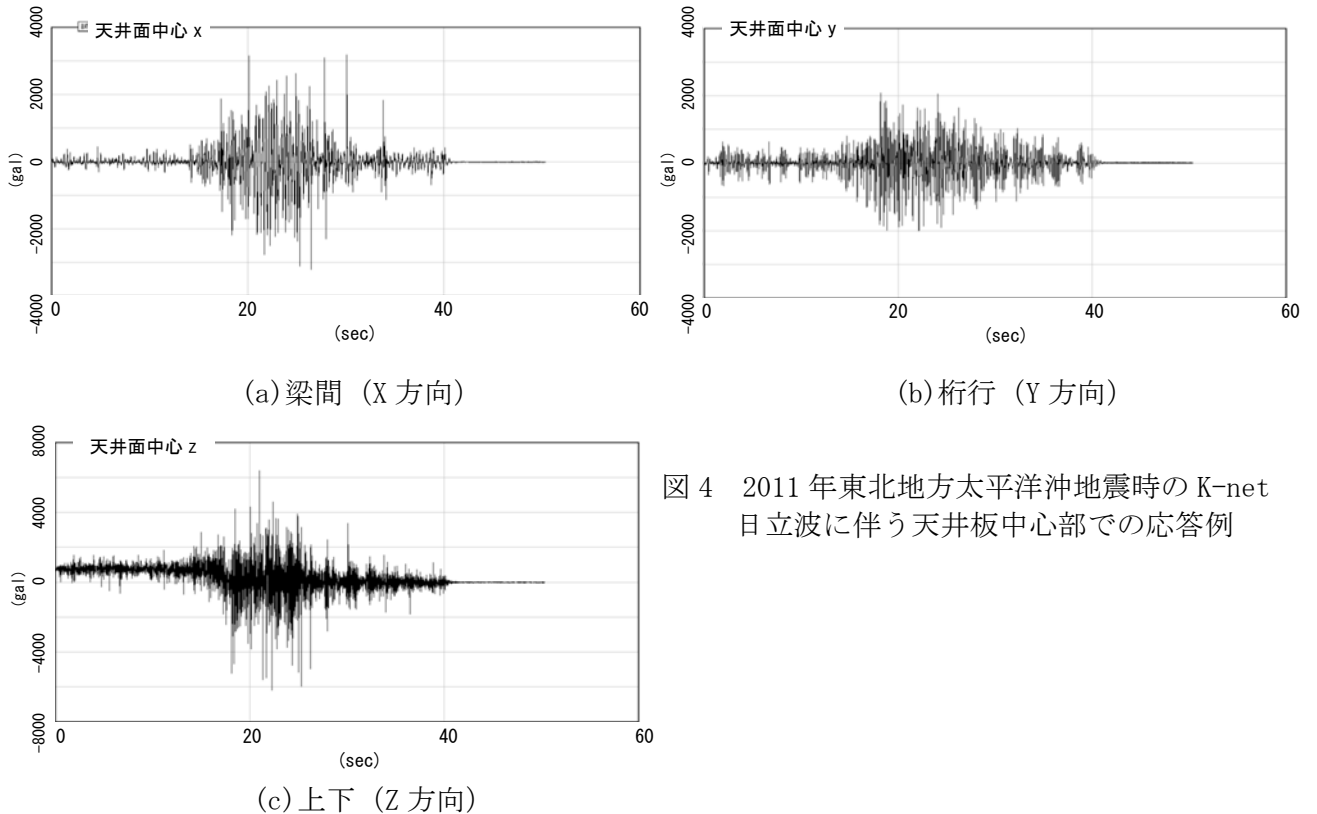 天井面中心 x
4000
2000
0
-2000
-4000
(gal)
0 20 40 60
(sec)
(a)梁間 (X 方向)
天井面中心 y
4000
2000
0
-2000
-4000
(gal)
0 20 40 60
(sec)
(b)桁行 (Y 方向)
天井面中心 z
8000
4000
0
-4000
-8000
(gal)
0 20 40 60
(sec)
(c)上下 (Z 方向)
図 4 2011 年東北地方太平洋沖地震時の K-net
日立波に伴う天井板中心部での応答例